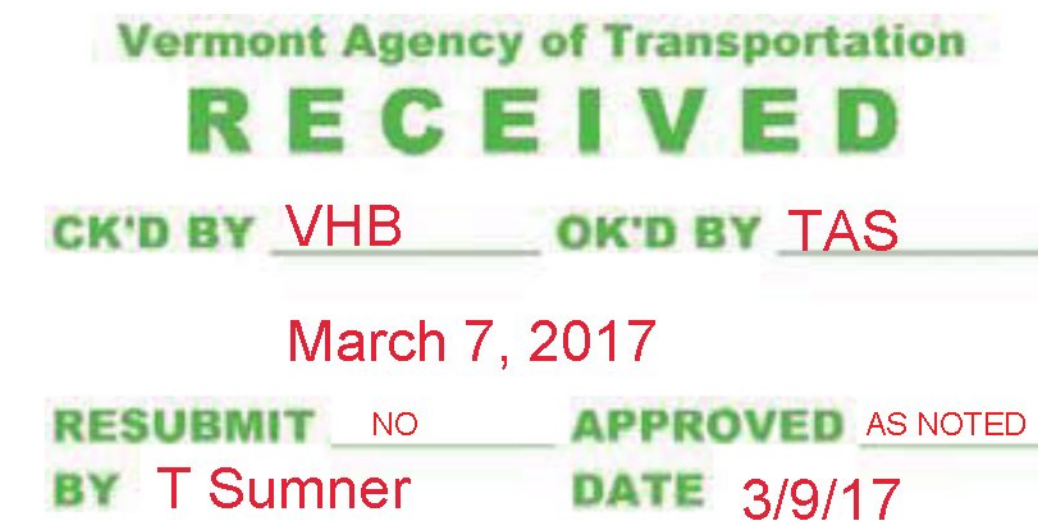 Vermont Agency of Transportation
RECEIVED
CK'D BY VHB OK'D BY TAS
March 7, 2017
RESUBMIT NO APPROVED AS NOTED
BY T Sumner DATE 3/9/17